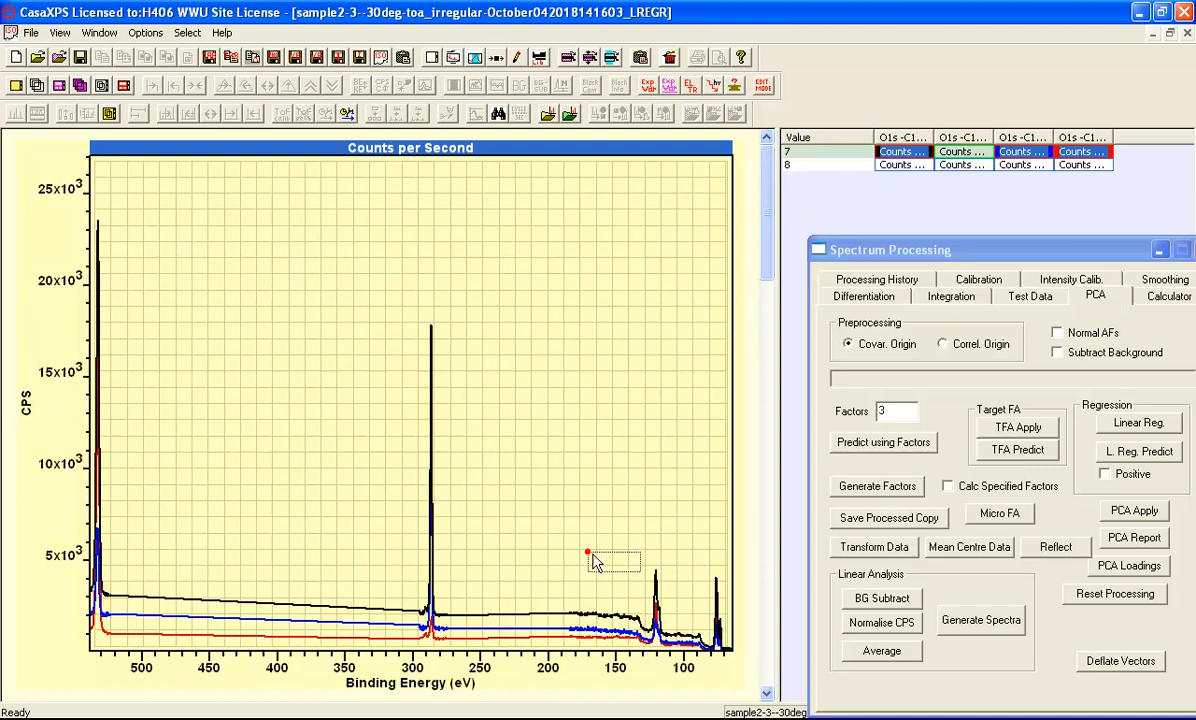 CasaXPS Licensed to:H406 WWU Site License - [sample2-3--30deg-toa_irregular-October042018141603_LREGR]
File View Window Options Select Help
Counts per Second
25x10³
20x10³
15x10³
10x10³
5x10³
CPS
500 450 400 350 300 250 200 150 100
Binding Energy (eV)
Value O1s -C1... O1s -C1... O1s -C1... O1s -C1...
7 Counts ... Counts ... Counts ... Counts ...
8 Counts ... Counts ... Counts ... Counts ...
Spectrum Processing
Processing History Calibration Intensity Calib. Smoothing
Differentiation Integration Test Data PCA Calculator
Preprocessing
Covar. Origin Correl. Origin
Normal AFs
Subtract Background
Factors 3
Predict using Factors
Target FA
TFA Apply
TFA Predict
Regression
Linear Reg.
L. Reg. Predict
Positive
Generate Factors Calc Specified Factors
Save Processed Copy Micro FA PCA Apply
Transform Data Mean Centre Data Reflect PCA Report
PCA Loadings
Linear Analysis
BG Subtract
Normalise CPS
Average
Generate Spectra
Reset Processing
Deflate Vectors
Ready sample2-3--30deg